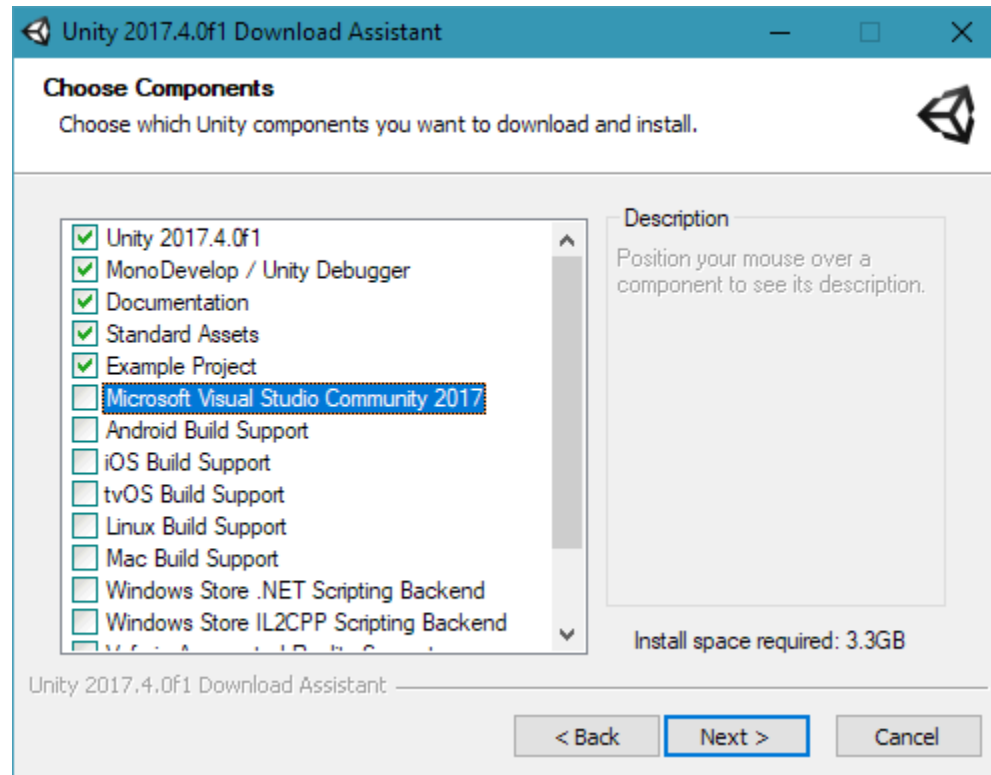 Unity 2017.4.0f1 Download Assistant
Choose Components
Choose which Unity components you want to download and install.
Unity 2017.4.0f1
MonoDevelop / Unity Debugger
Documentation
Standard Assets
Example Project
Microsoft Visual Studio Community 2017
Android Build Support
iOS Build Support
tvOS Build Support
Linux Build Support
Mac Build Support
Windows Store .NET Scripting Backend
Windows Store IL2CPP Scripting Backend
Description
Position your mouse over a
component to see its description.
Install space required: 3.3GB
Unity 2017.4.0f1 Download Assistant
< Back
Next >
Cancel